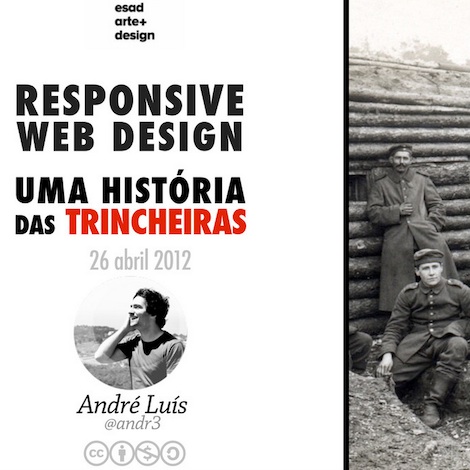 esad
arte+
design
RESPONSIVE
WEB DESIGN
UMA HISTÓRIA
DAS TRINCHEIRAS
26 abril 2012
André Luís
@andr3